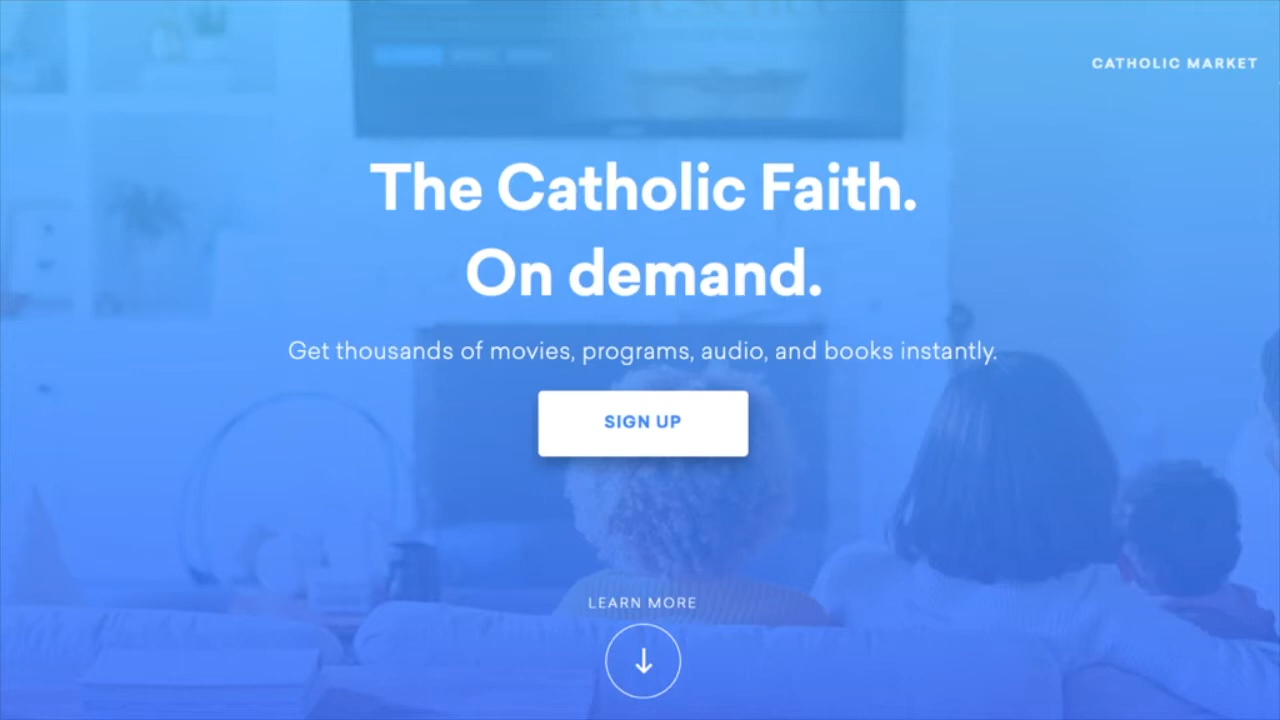 CATHOLIC MARKET
The Catholic Faith.
On demand.
Get thousands of movies, programs, audio, and books instantly.
SIGN UP
LEARN MORE